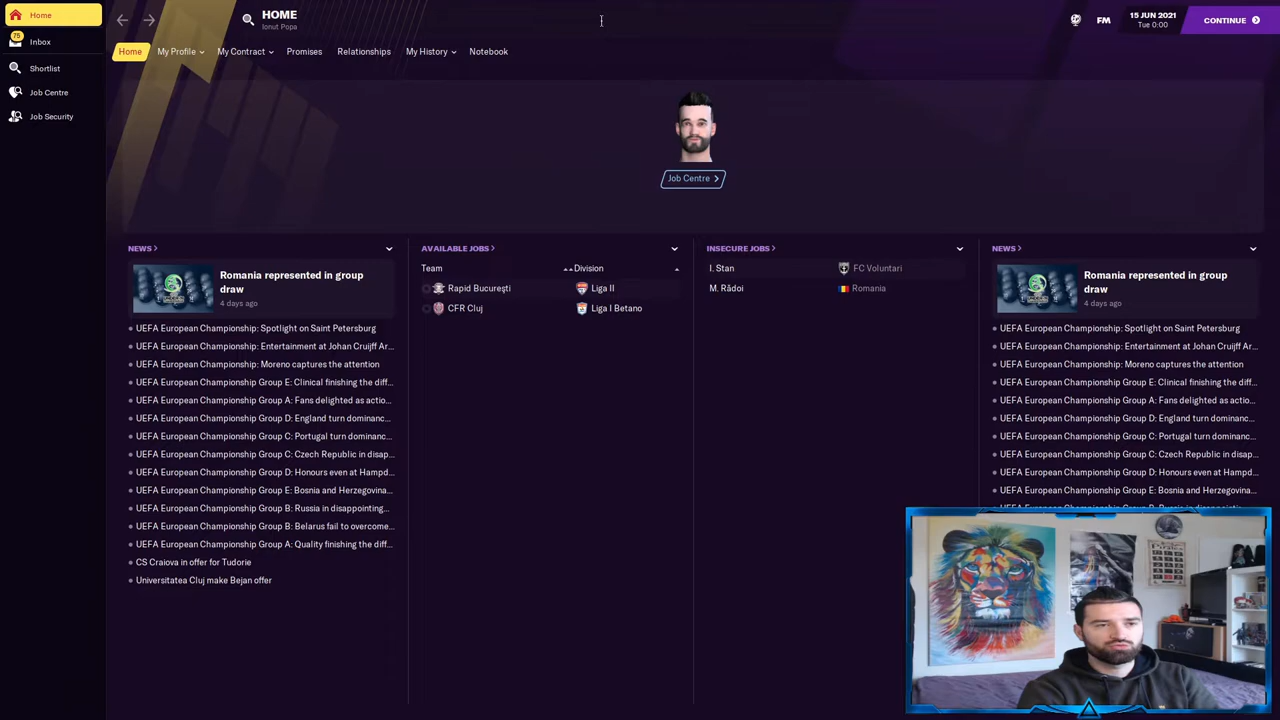 Home
HOME
Ionut Popa
FM
15 JUN 2021
Tue 0:00
CONTINUE
75
Inbox
Shortlist
Job Centre
Job Security
Home
My Profile
My Contract
Promises
Relationships
My History
Notebook
Job Centre
NEWS
Romania represented in group
draw
4 days ago
UEFA European Championship: Spotlight on Saint Petersburg
UEFA European Championship: Entertainment at Johan Cruijff Ar...
UEFA European Championship: Moreno captures the attention
UEFA European Championship Group E: Clinical finishing the diff...
UEFA European Championship Group A: Fans delighted as actio...
UEFA European Championship Group D: England turn dominanc...
UEFA European Championship Group C: Portugal turn dominanc...
UEFA European Championship Group C: Czech Republic in disap...
UEFA European Championship Group D: Honours even at Hampd...
UEFA European Championship Group E: Bosnia and Herzegovina...
UEFA European Championship Group B: Russia in disappointing...
UEFA European Championship Group B: Belarus fail to overcome...
UEFA European Championship Group A: Quality finishing the diff...
CS Craiova in offer for Tudorie
Universitatea Cluj make Bejan offer
AVAILABLE JOBS
Team Division
Rapid Bucureşti Liga II
CFR Cluj Liga I Betano
INSECURE JOBS
I. Stan FC Voluntari
M. Rădoi Romania
NEWS
Romania represented in group
draw
4 days ago
UEFA European Championship: Spotlight on Saint Petersburg
UEFA European Championship: Entertainment at Johan Cruijff Ar...
UEFA European Championship: Moreno captures the attention
UEFA European Championship Group E: Clinical finishing the diff...
UEFA European Championship Group A: Fans delighted as actio...
UEFA European Championship Group D: England turn dominanc...
UEFA European Championship Group C: Portugal turn dominanc...
UEFA European Championship Group C: Czech Republic in disap...
UEFA European Championship Group D: Honours even at Hampd...
UEFA European Championship Group E: Bosnia and Herzegovina...